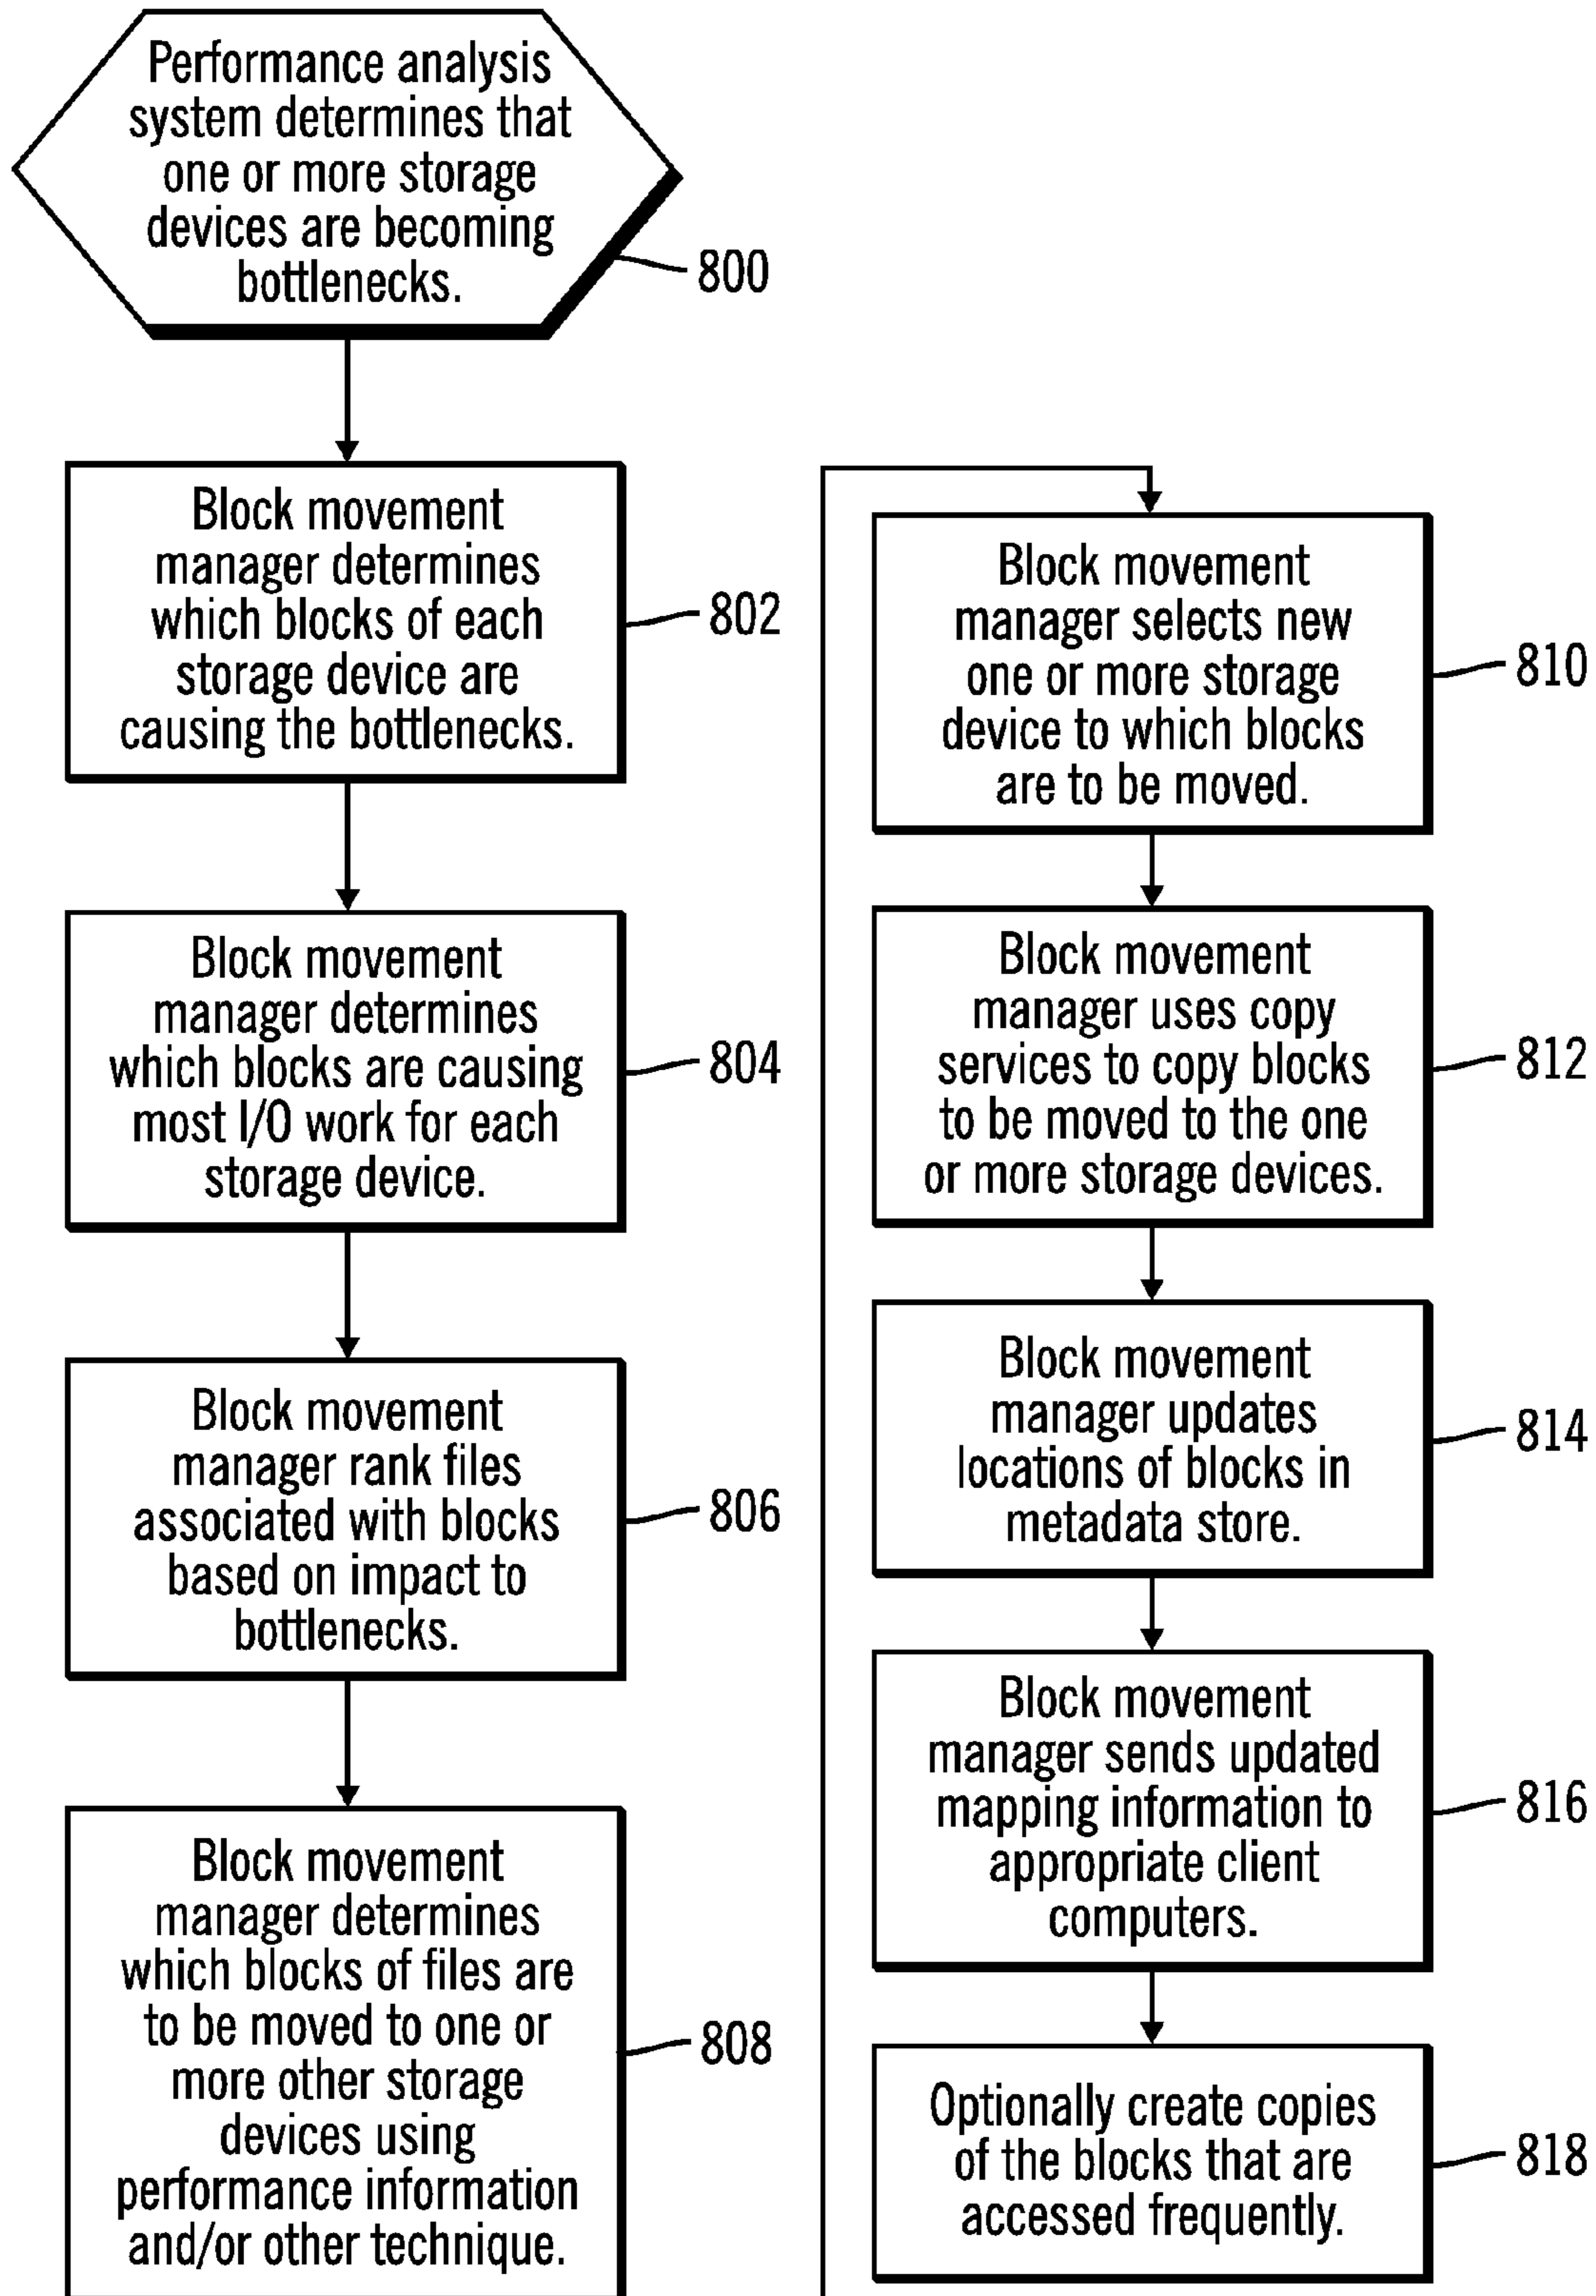 Performance analysis
system determines that
one or more storage
devices are becoming
bottlenecks.
800
Block movement
manager determines
which blocks of each
storage device are
causing the bottlenecks.
802
Block movement
manager determines
which blocks are causing
most I/O work for each
storage device.
804
Block movement
manager rank files
associated with blocks
based on impact to
bottlenecks.
806
Block movement
manager determines
which blocks of files are
to be moved to one or
more other storage
devices using
performance information
and/or other technique.
808
Block movement
manager selects new
one or more storage
device to which blocks
are to be moved.
810
Block movement
manager uses copy
services to copy blocks
to be moved to the one
or more storage devices.
812
Block movement
manager updates
locations of blocks in
metadata store.
814
Block movement
manager sends updated
mapping information to
appropriate client
computers.
816
Optionally create copies
of the blocks that are
accessed frequently.
818